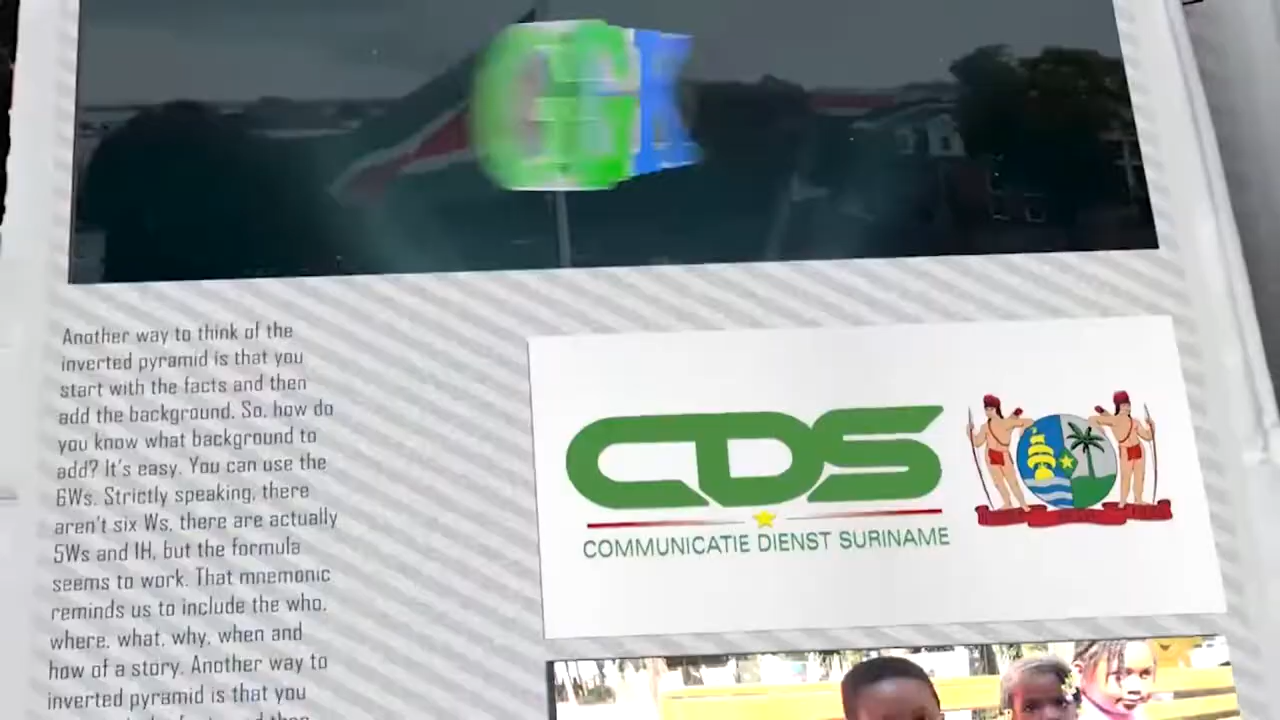 Another way to think of the
inverted pyramid is that you
start with the facts and then
add the background. So, how do
you know what background to
add? It's easy. You can use the
6Ws. Strictly speaking, there
aren't six Ws, there are actually
5Ws and 1H, but the formula
seems to work. That mnemonic
reminds us to include the who,
where, what, why, when and
how of a story. Another way to
inverted pyramid is that you
CDS
COMMUNICATIE DIENST SURINAME